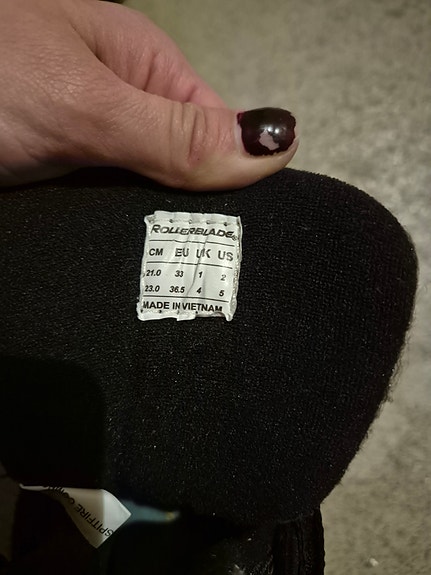 ROLLERBLADE®
CM EU UK US
21.0 33 1 2
23.0 36.5 4 5
MADE IN VIETNAM
SPITFIRE